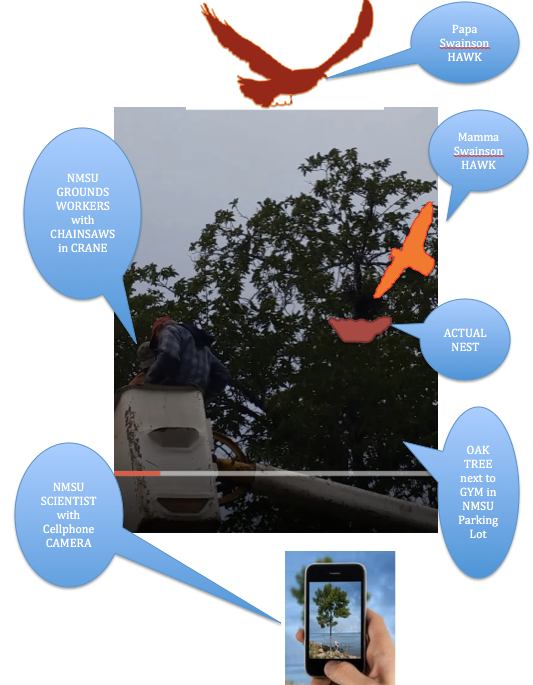 Papa
Swainson
HAWK
Mamma
Swainson
HAWK
NMSU
GROUNDS
WORKERS
with
CHAINSAWS
in CRANE
ACTUAL
NEST
OAK
TREE
next to
GYM in
NMSU
Parking
Lot
NMSU
SCIENTIST
with
Cellphone
CAMERA